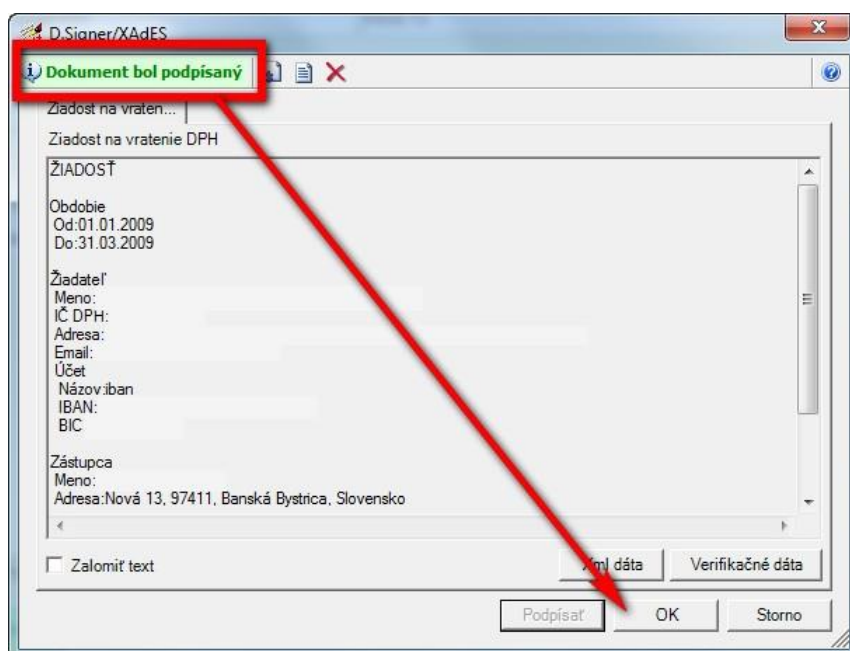 D.Signer/XAdES
Dokument bol podpísaný
Ziadost na vraten...
Ziadost na vratenie DPH
ŽIADOSŤ
Obdobie
Od:01.01.2009
Do:31.03.2009
Žiadateľ
Meno:
IČ DPH:
Adresa:
Email:
Účet
Názov:iban
IBAN:
BIC
Zástupca
Meno:
Adresa:Nová 13, 97411, Banská Bystrica, Slovensko
Zalomiť text
Xml dáta Verifikačné dáta
Podpísať OK Storno